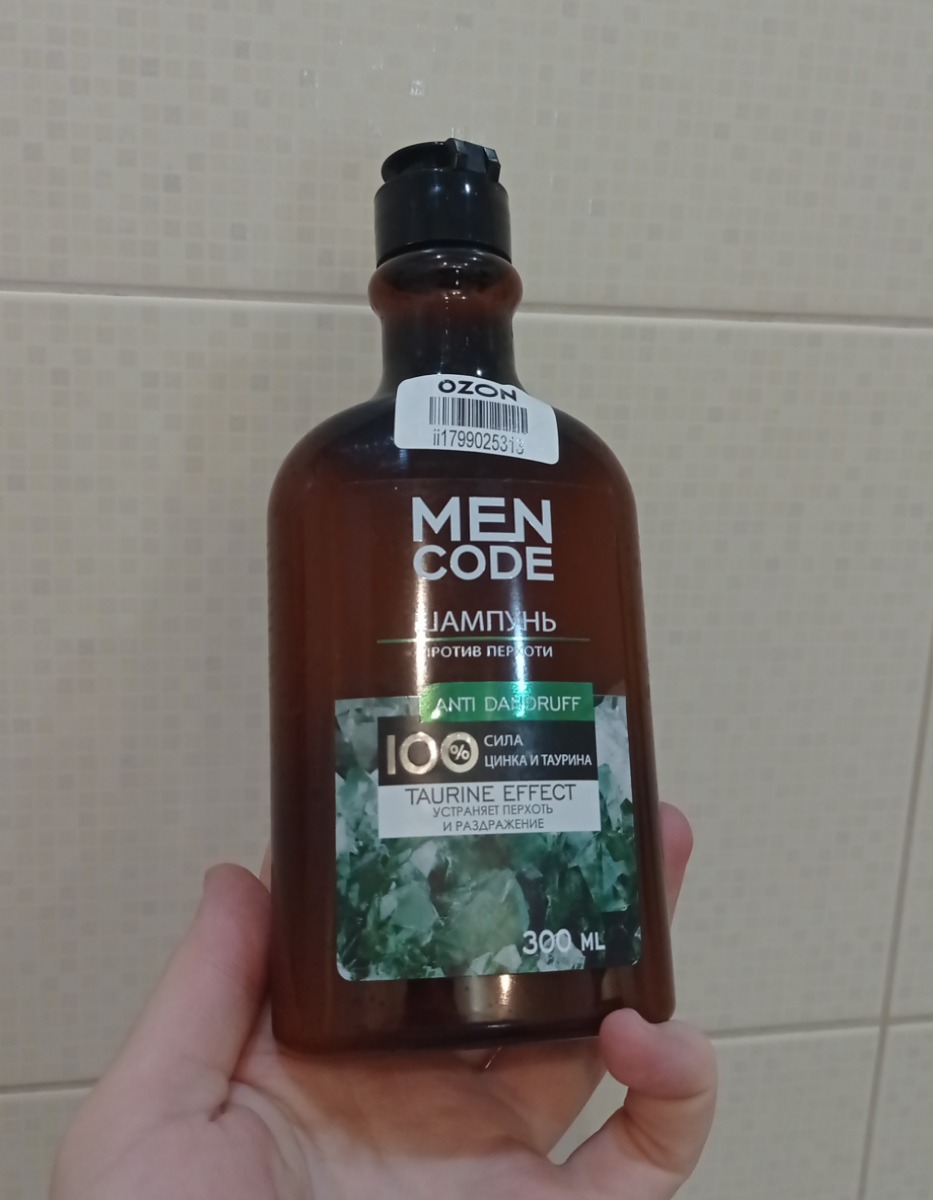 OZON
ii1799025313
MEN
CODE
ШАМПУНЬ
ПРОТИВ ПЕРХОТИ
ANTI DANDRUFF
100%
СИЛА
ЦИНКА И ТАУРИНА
TAURINE EFFECT
УСТРАНЯЕТ ПЕРХОТЬ
И РАЗДРАЖЕНИЕ
300 ML